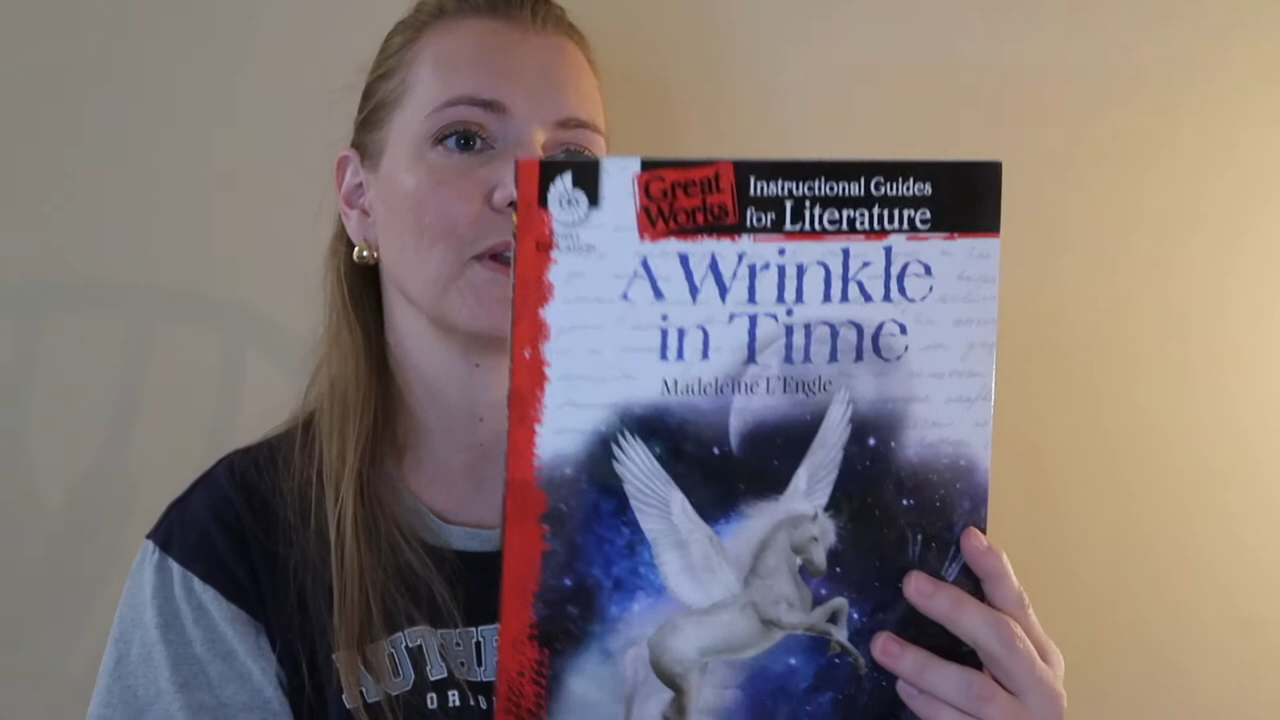 Great
Works
Instructional Guides
for Literature
A Wrinkle
in Time
Madeleine L'Engle